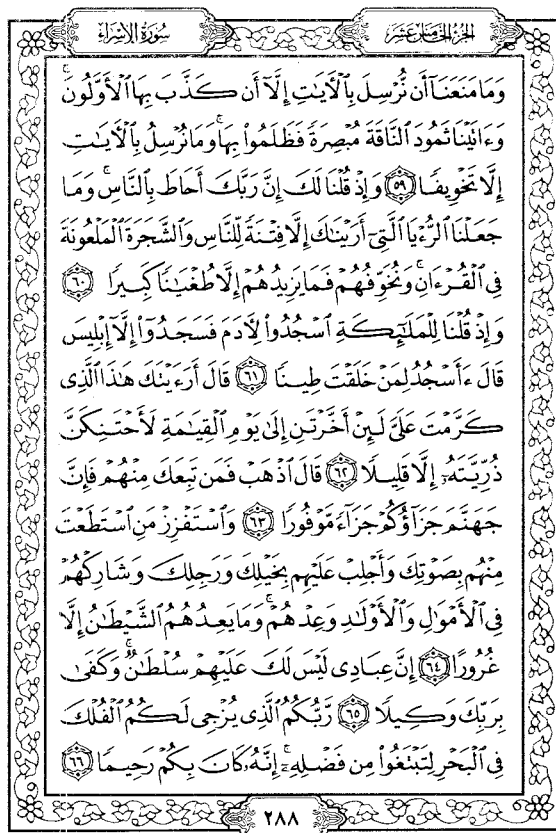 سُورَةُ الإِسْرَاءِ
الجُزْءُ الخَامِسَ عَشَرَ
وَمَا مَنَعَنَآ أَن نُّرْسِلَ بِٱلْأَيَٰتِ إِلَّآ أَن كَذَّبَ بِهَا ٱلْأَوَّلُونَۚ
وَءَاتَيْنَا ثَمُودَ ٱلنَّاقَةَ مُبْصِرَةً فَظَلَمُوا۟ بِهَاۚ وَمَا نُرْسِلُ بِٱلْأَيَٰتِ
إِلَّا تَخْوِيفًا ٥٩ وَإِذْ قُلْنَا لَكَ إِنَّ رَبَّكَ أَحَاطَ بِٱلنَّاسِۚ وَمَا
جَعَلْنَا ٱلرُّءْيَا ٱلَّتِىٓ أَرَيْنَٰكَ إِلَّا فِتْنَةً لِّلنَّاسِ وَٱلشَّجَرَةَ ٱلْمَلْعُونَةَ
فِى ٱلْقُرْءَانِۚ وَنُخَوِّفُهُمْ فَمَا يَزِيدُهُمْ إِلَّا طُغْيَٰنًا كَبِيرًا ٦٠
وَإِذْ قُلْنَا لِلْمَلَٰٓئِكَةِ ٱسْجُدُوا۟ لِأَدَمَ فَسَجَدُوٓا۟ إِلَّآ إِبْلِيسَ
قَالَ ءَأَسْجُدُ لِمَنْ خَلَقْتَ طِينًا ٦١ قَالَ أَرَءَيْتَكَ هَٰذَا ٱلَّذِى
كَرَّمْتَ عَلَىَّ لَئِنْ أَخَّرْتَنِ إِلَىٰ يَوْمِ ٱلْقِيَٰمَةِ لَأَحْتَنِكَنَّ
ذُرِّيَّتَهُۥٓ إِلَّا قَلِيلًا ٦٢ قَالَ ٱذْهَبْ فَمَن تَبِعَكَ مِنْهُمْ فَإِنَّ
جَهَنَّمَ جَزَآؤُكُمْ جَزَآءً مَّوْفُورًا ٦٣ وَٱسْتَفْزِزْ مَنِ ٱسْتَطَعْتَ
مِنْهُم بِصَوْتِكَ وَأَجْلِبْ عَلَيْهِم بِخَيْلِكَ وَرَجِلِكَ وَشَارِكْهُمْ
فِى ٱلْأَمْوَٰلِ وَٱلْأَوْلَٰدِ وَعِدْهُمْۚ وَمَا يَعِدُهُمُ ٱلشَّيْطَٰنُ إِلَّا
غُرُورًا ٦٤ إِنَّ عِبَادِى لَيْسَ لَكَ عَلَيْهِمْ سُلْطَٰنٌۚ وَكَفَىٰ
بِرَبِّكَ وَكِيلًا ٦٥ رَّبُّكُمُ ٱلَّذِى يُزْجِى لَكُمُ ٱلْفُلْكَ
فِى ٱلْبَحْرِ لِتَبْتَغُوا۟ مِن فَضْلِهِۦٓۚ إِنَّهُۥ كَانَ بِكُمْ رَحِيمًا ٦٦
٢٨٨